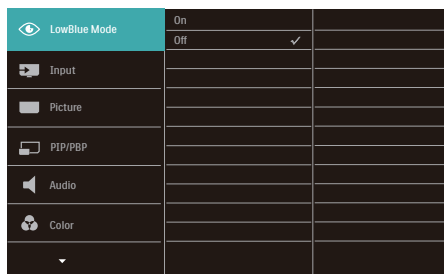 LowBlue Mode
On
Off
Input
Picture
PIP/PBP
Audio
Color